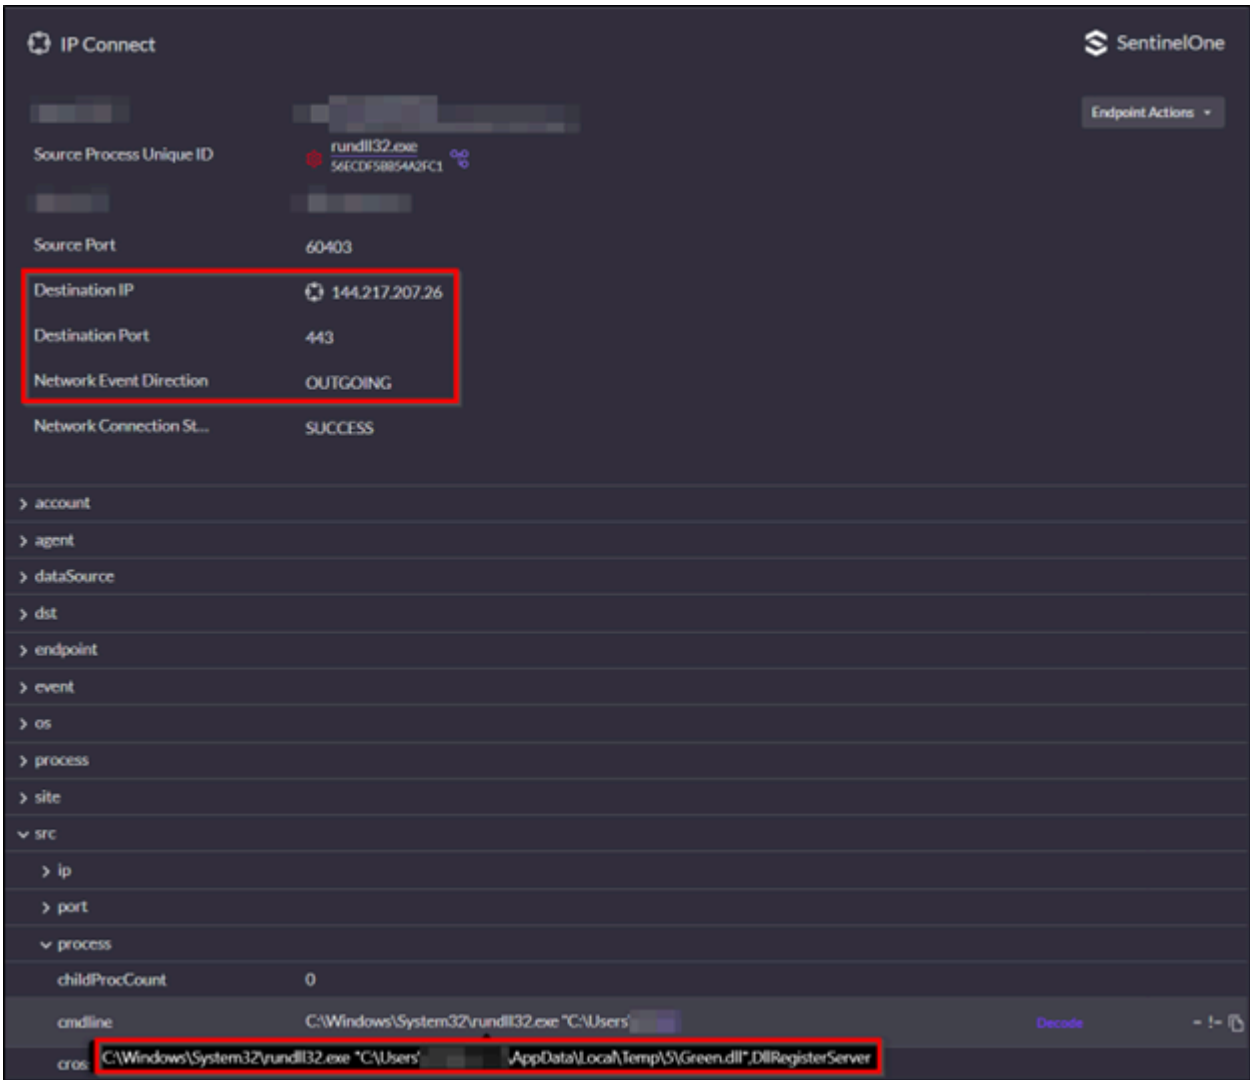 IP Connect
SentinelOne
Endpoint Actions
Source Process Unique ID
rundll32.exe
56ECDF5BB54A2FC1
Source Port 60403
Destination IP 144.217.207.26
Destination Port 443
Network Event Direction OUTGOING
Network Connection St... SUCCESS
account
agent
dataSource
dst
endpoint
event
os
process
site
src
ip
port
process
childProcCount 0
cmdline C:\Windows\System32\rundll32.exe "C:\Users\ Decode - !=
cros C:\Windows\System32\rundll32.exe "C:\Users\ \AppData\Local\Temp\5\Green.dll",DllRegisterServer